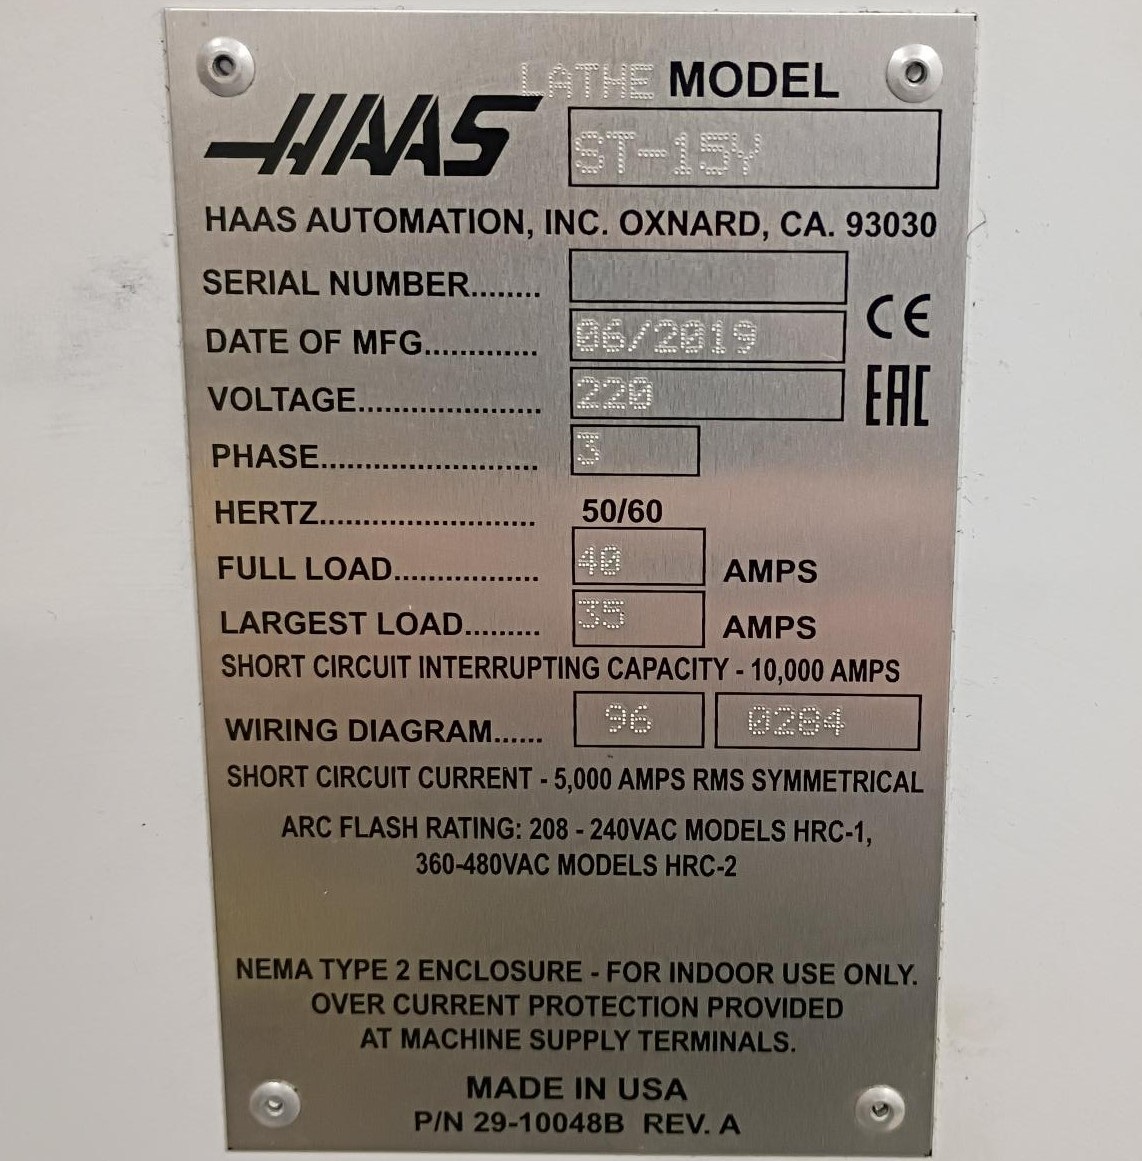 LATHE MODEL
HAAS ST-15Y
HAAS AUTOMATION, INC. OXNARD, CA. 93030
SERIAL NUMBER........
DATE OF MFG............. 06/2019
CE
VOLTAGE..................... 220
EAC
PHASE......................... 3
HERTZ......................... 50/60
FULL LOAD................. 40 AMPS
LARGEST LOAD......... 35 AMPS
SHORT CIRCUIT INTERRUPTING CAPACITY - 10,000 AMPS
WIRING DIAGRAM...... 96 0284
SHORT CIRCUIT CURRENT - 5,000 AMPS RMS SYMMETRICAL
ARC FLASH RATING: 208 - 240VAC MODELS HRC-1,
360-480VAC MODELS HRC-2
NEMA TYPE 2 ENCLOSURE - FOR INDOOR USE ONLY.
OVER CURRENT PROTECTION PROVIDED
AT MACHINE SUPPLY TERMINALS.
MADE IN USA
P/N 29-10048B REV. A